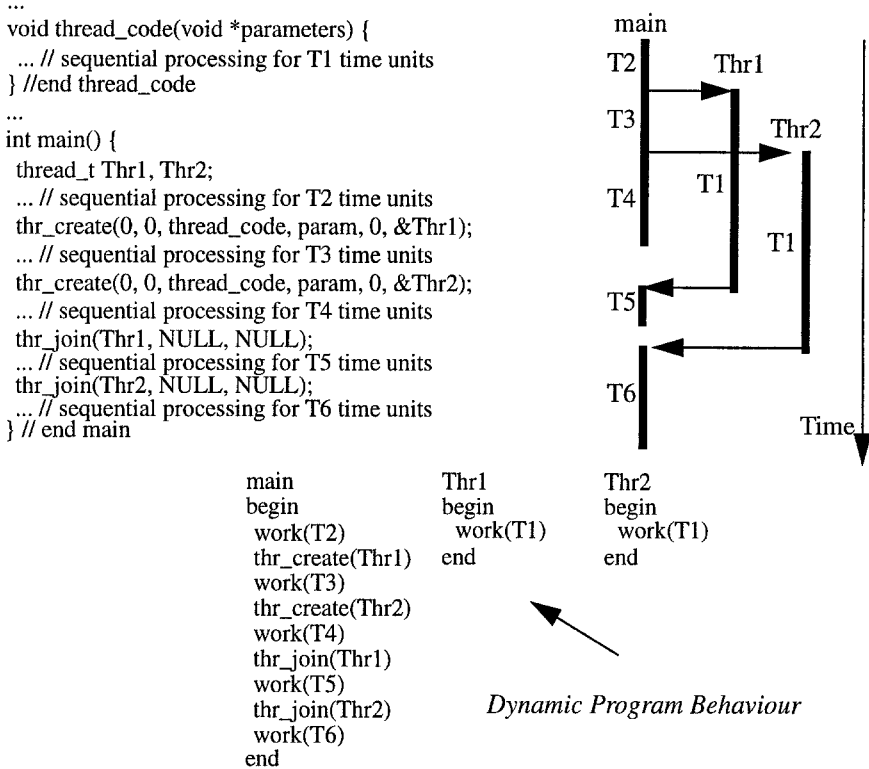 ...
void thread_code(void *parameters) {
... // sequential processing for T1 time units
} //end thread_code
...
int main() {
thread_t Thr1, Thr2;
... // sequential processing for T2 time units
thr_create(0, 0, thread_code, param, 0, &Thr1);
... // sequential processing for T3 time units
thr_create(0, 0, thread_code, param, 0, &Thr2);
... // sequential processing for T4 time units
thr_join(Thr1, NULL, NULL);
... // sequential processing for T5 time units
thr_join(Thr2, NULL, NULL);
... // sequential processing for T6 time units
} // end main
main
T2
Thr1
T3
Thr2
T4
T1
T1
T5
T6
Time
main
begin
work(T2)
thr_create(Thr1)
work(T3)
thr_create(Thr2)
work(T4)
thr_join(Thr1)
work(T5)
thr_join(Thr2)
work(T6)
end
Thr1
begin
work(T1)
end
Thr2
begin
work(T1)
end
Dynamic Program Behaviour